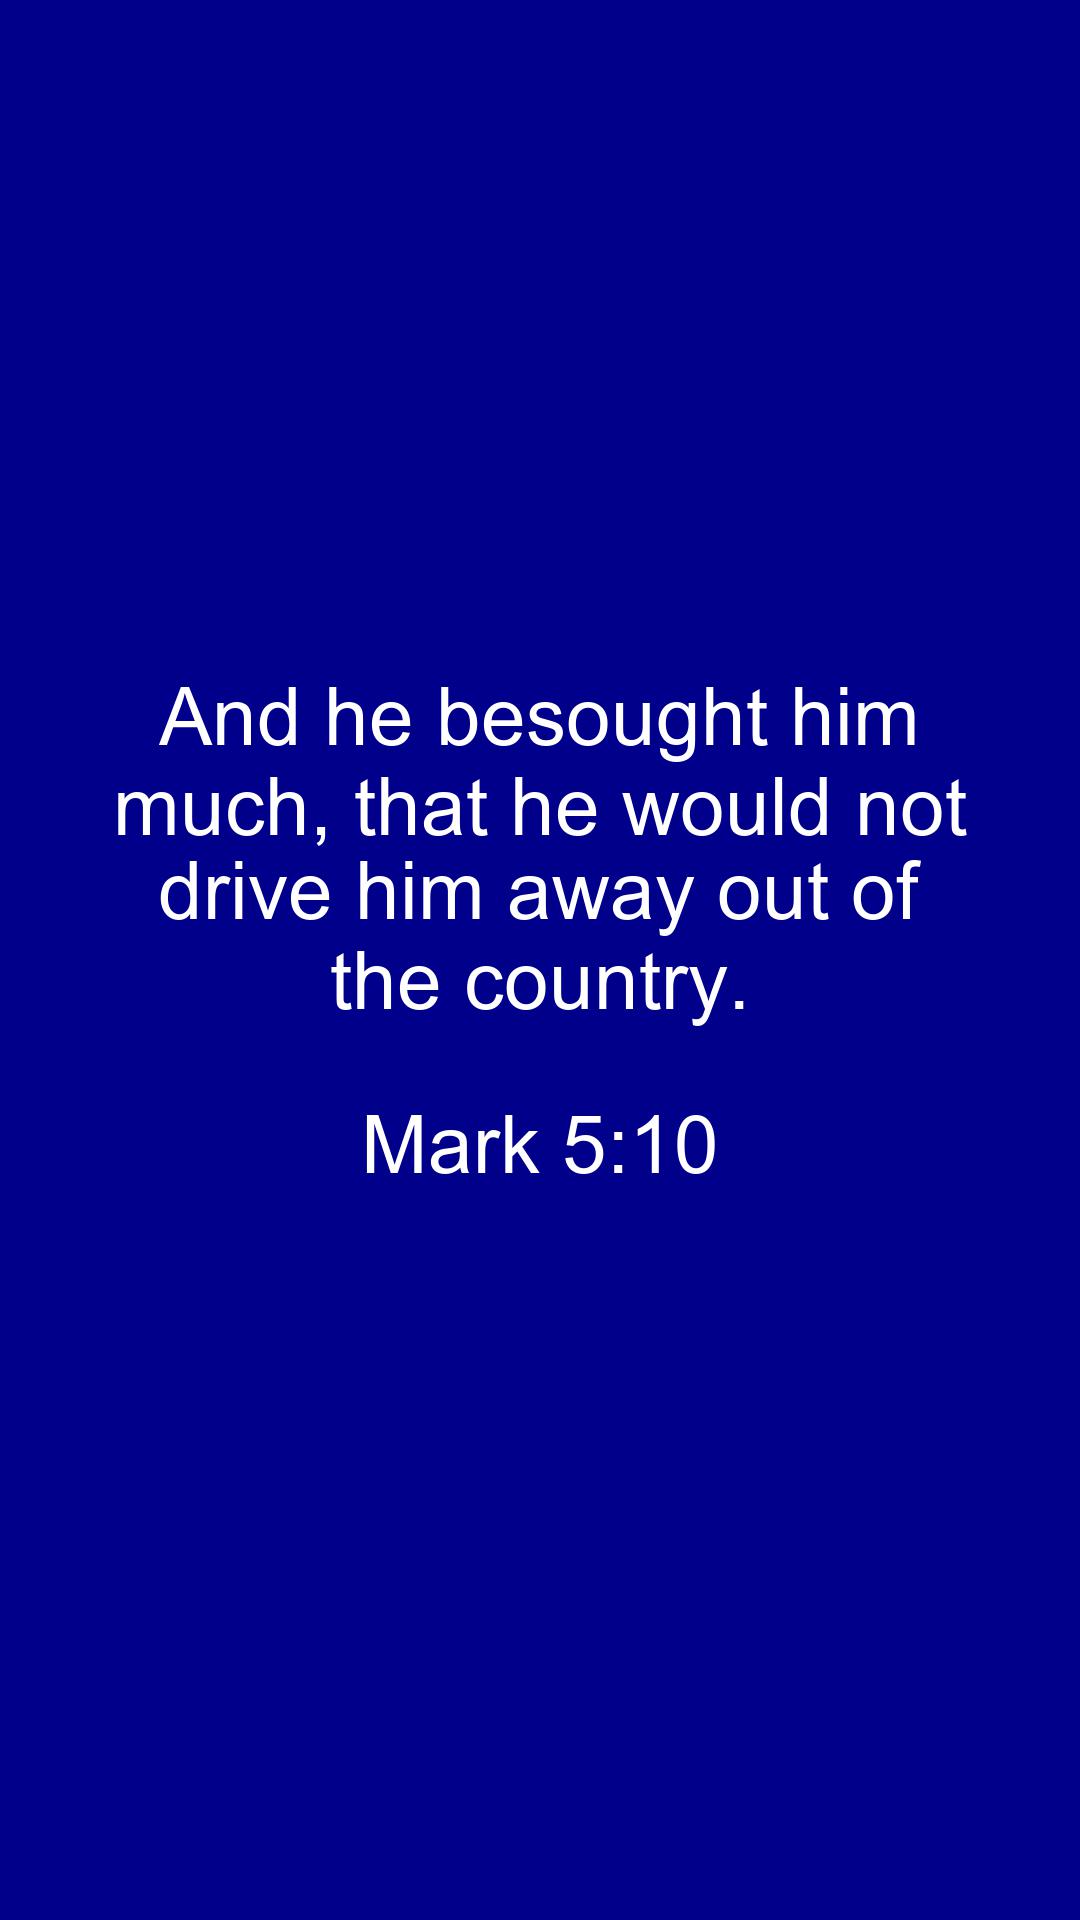 And he besought him
much, that he would not
drive him away out of
the country.
Mark 5:10